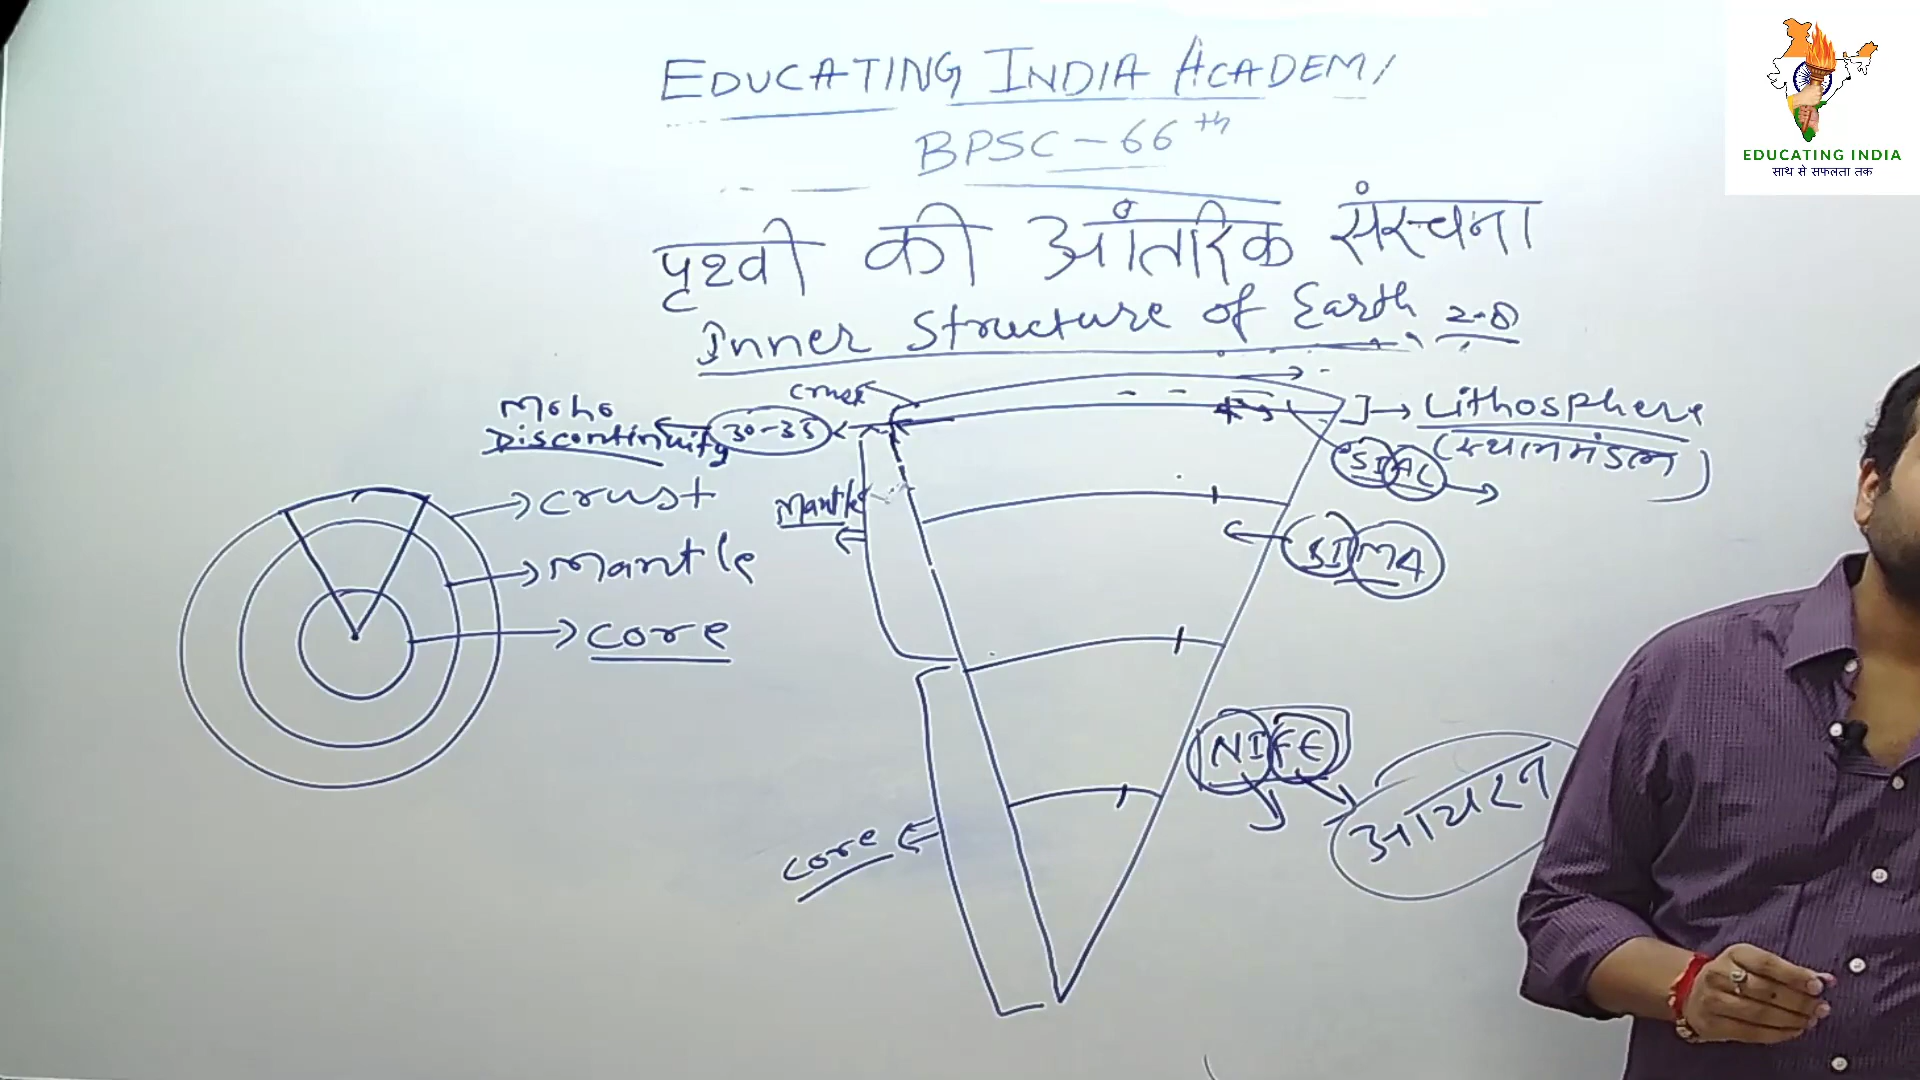 EDUCATING INDIA ACADEMY
BPSC - 66th
पृथ्वी की आंतरिक संरचना
Inner Structure of Earth 2.0
EDUCATING INDIA
साथ से सफलता तक
crust
Moho
Discontinuity
30-35
Lithosphere
(स्थलमंडल)
SIAL
Mantle
SIMA
crust
mantle
core
NIFE
आयरन
core